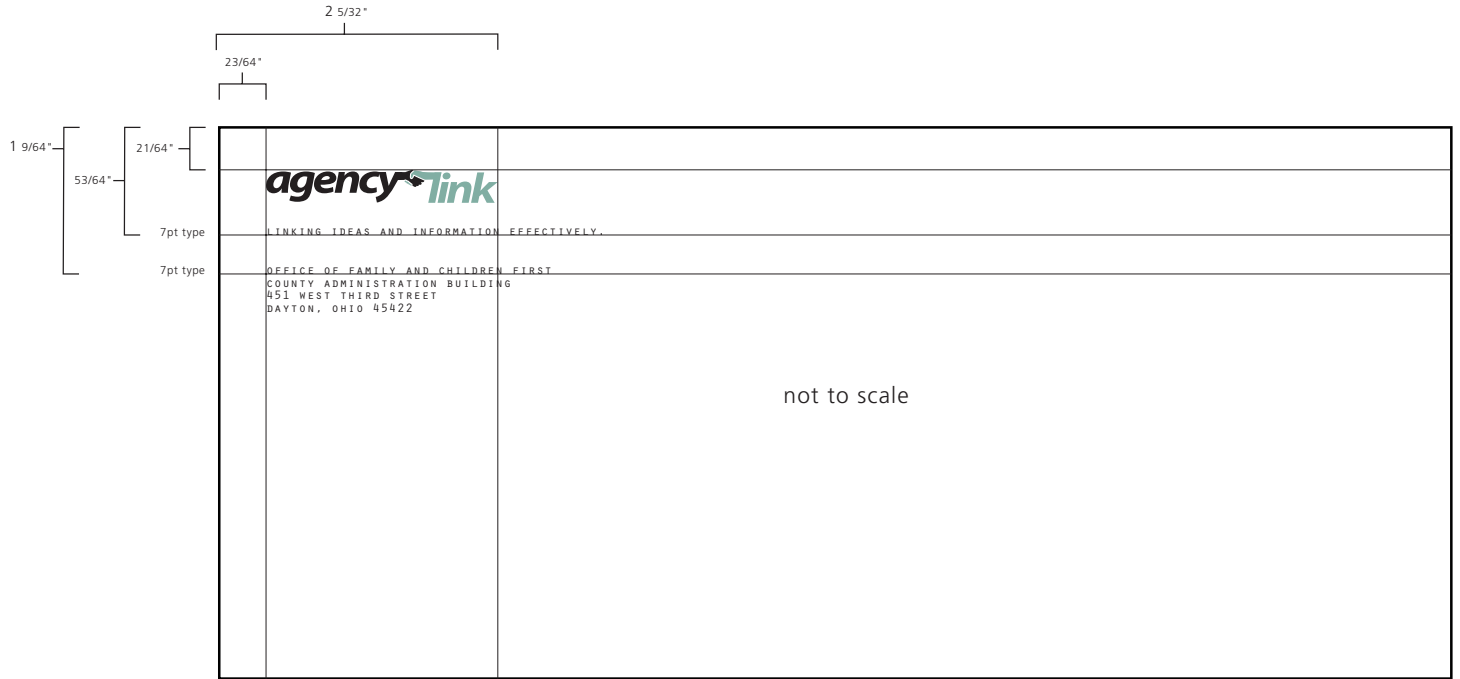 2 5/32"
23/64"
1 9/64"
21/64"
53/64"
agency link
7pt type
LINKING IDEAS AND INFORMATION EFFECTIVELY.
7pt type
OFFICE OF FAMILY AND CHILDREN FIRST
COUNTY ADMINISTRATION BUILDING
451 WEST THIRD STREET
DAYTON, OHIO 45422
not to scale